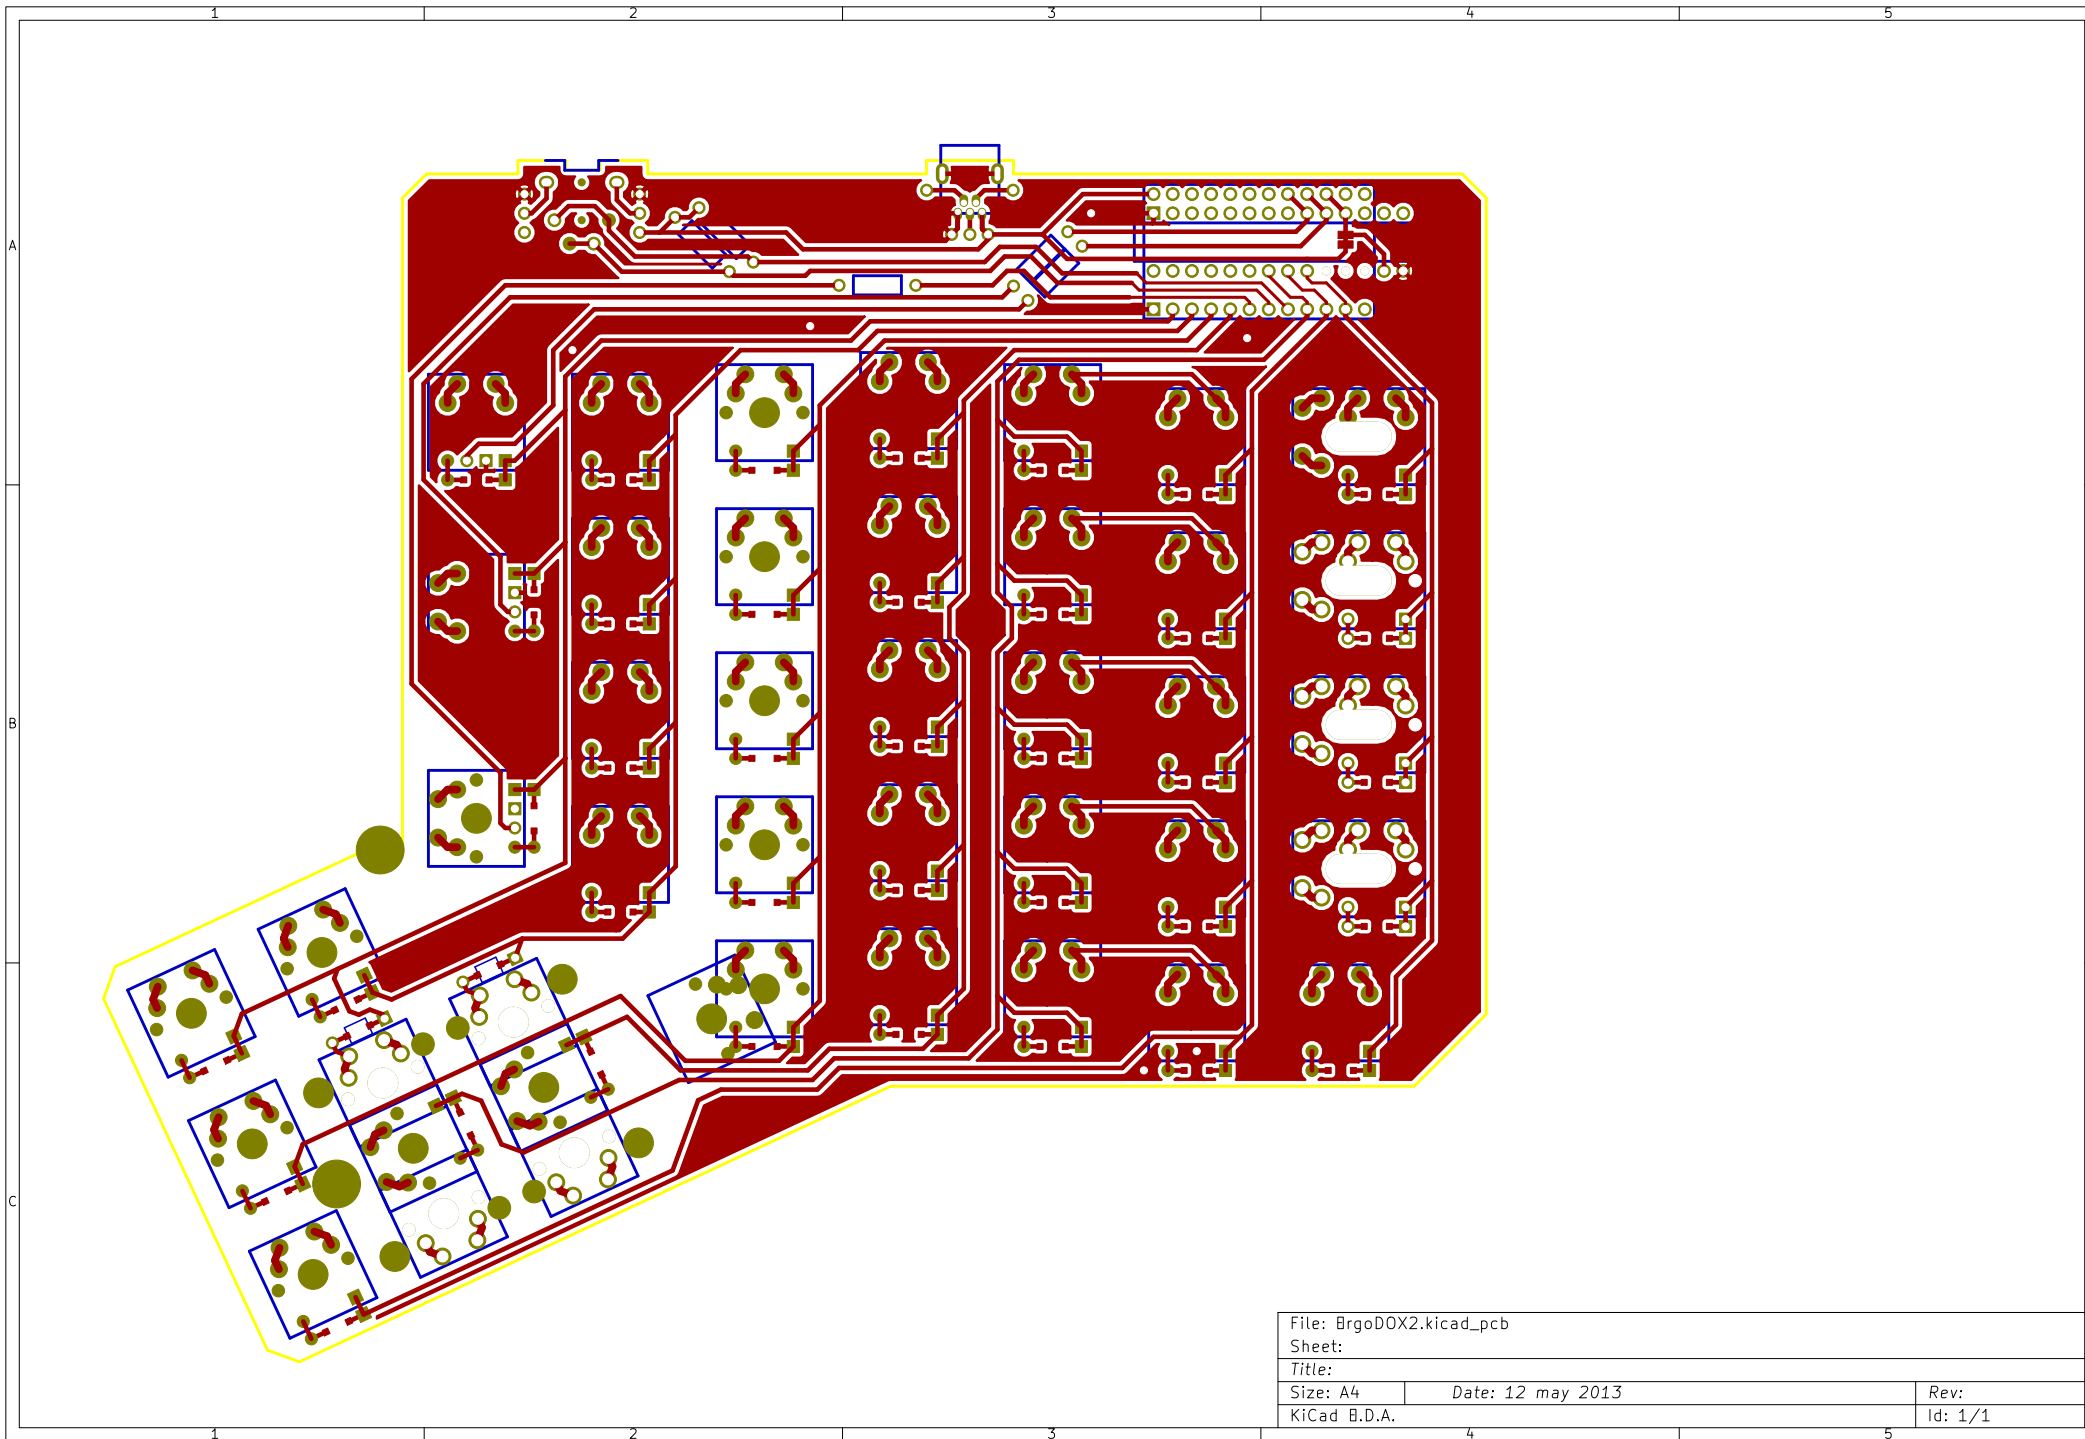 1 2 3 4 5
A
B
C
File: ErgoDOX2.kicad_pcb
Sheet:
Title:
Size: A4 Date: 12 may 2013 Rev:
KiCad E.D.A. Id: 1/1
1 2 3 4 5